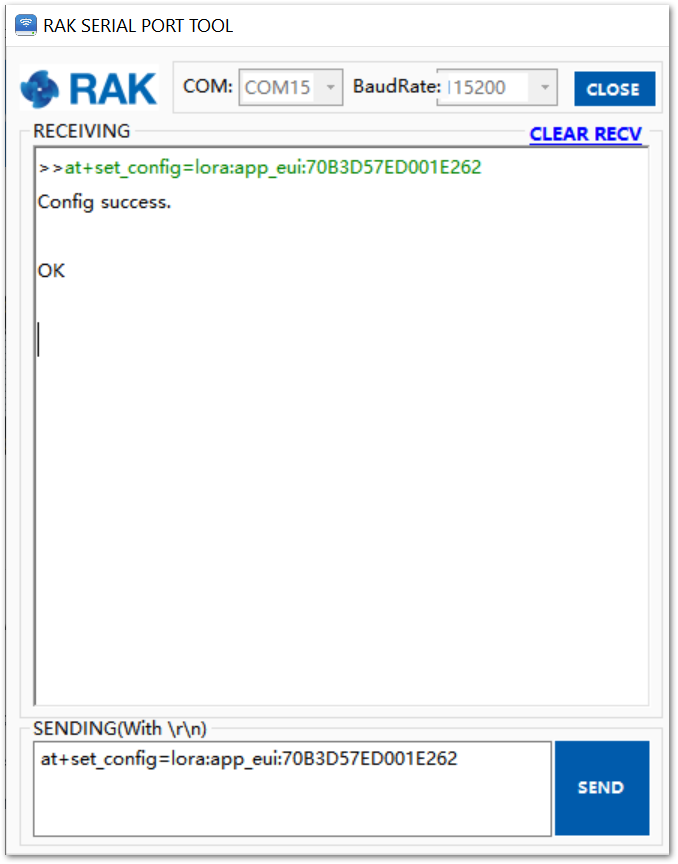 RAK SERIAL PORT TOOL
RAK COM: COM15 BaudRate: 115200 CLOSE
RECEIVING CLEAR RECV
>>at+set_config=lora:app_eui:70B3D57ED001E262
Config success.
OK
SENDING(With \r\n)
at+set_config=lora:app_eui:70B3D57ED001E262
SEND